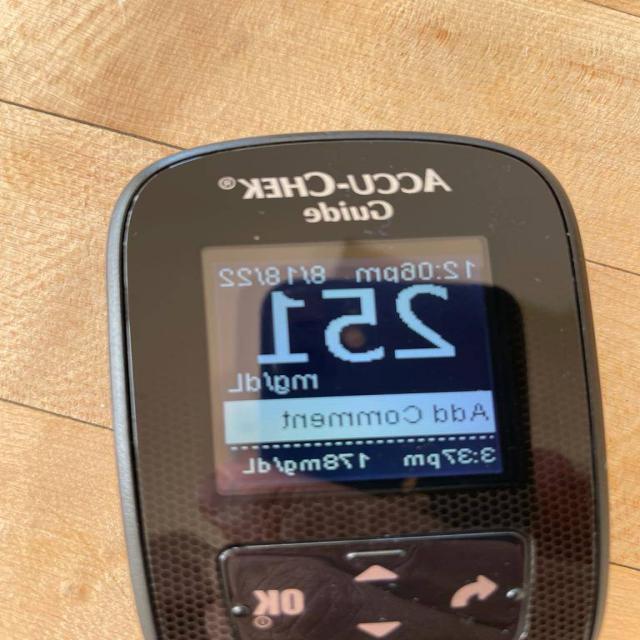 ACCU-CHEK®
Guide
12:06pm 8/18/22
251
mg/dL
Add Comment
3:37pm 178mg/dL
OK